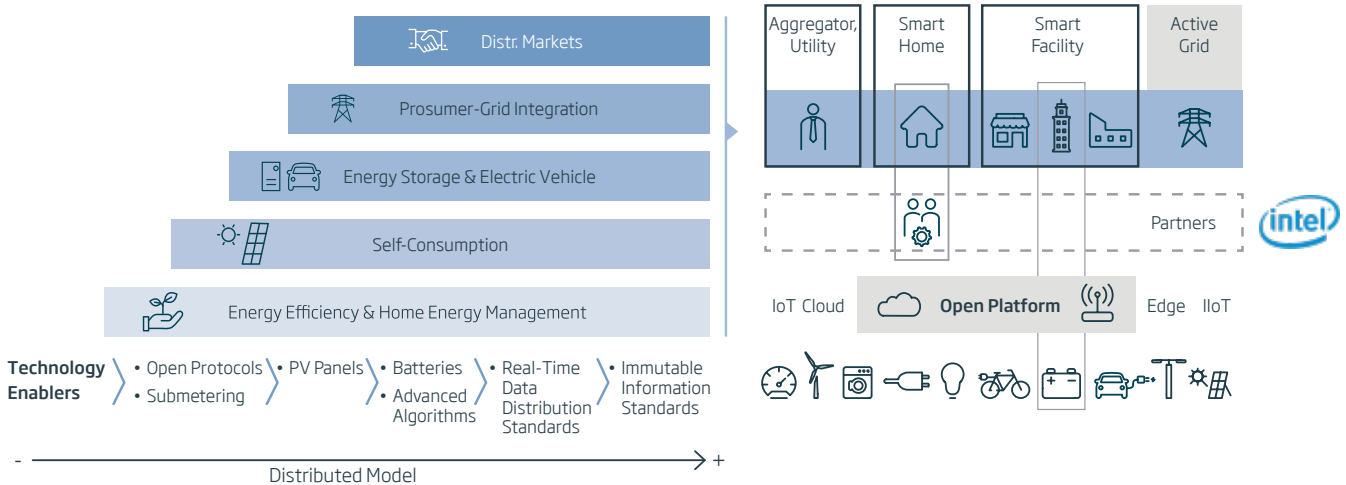 Distr. Markets
Prosumer-Grid Integration
Energy Storage & Electric Vehicle
Self-Consumption
Energy Efficiency & Home Energy Management
Technology
Enablers
• Open Protocols
• Submetering
• PV Panels
• Batteries
• Advanced
Algorithms
• Real-Time
Data
Distribution
Standards
• Immutable
Information
Standards
- +
Distributed Model
Aggregator,
Utility
Smart
Home
Smart
Facility
Active
Grid
Partners
intel
IoT Cloud
Open Platform
Edge IIoT